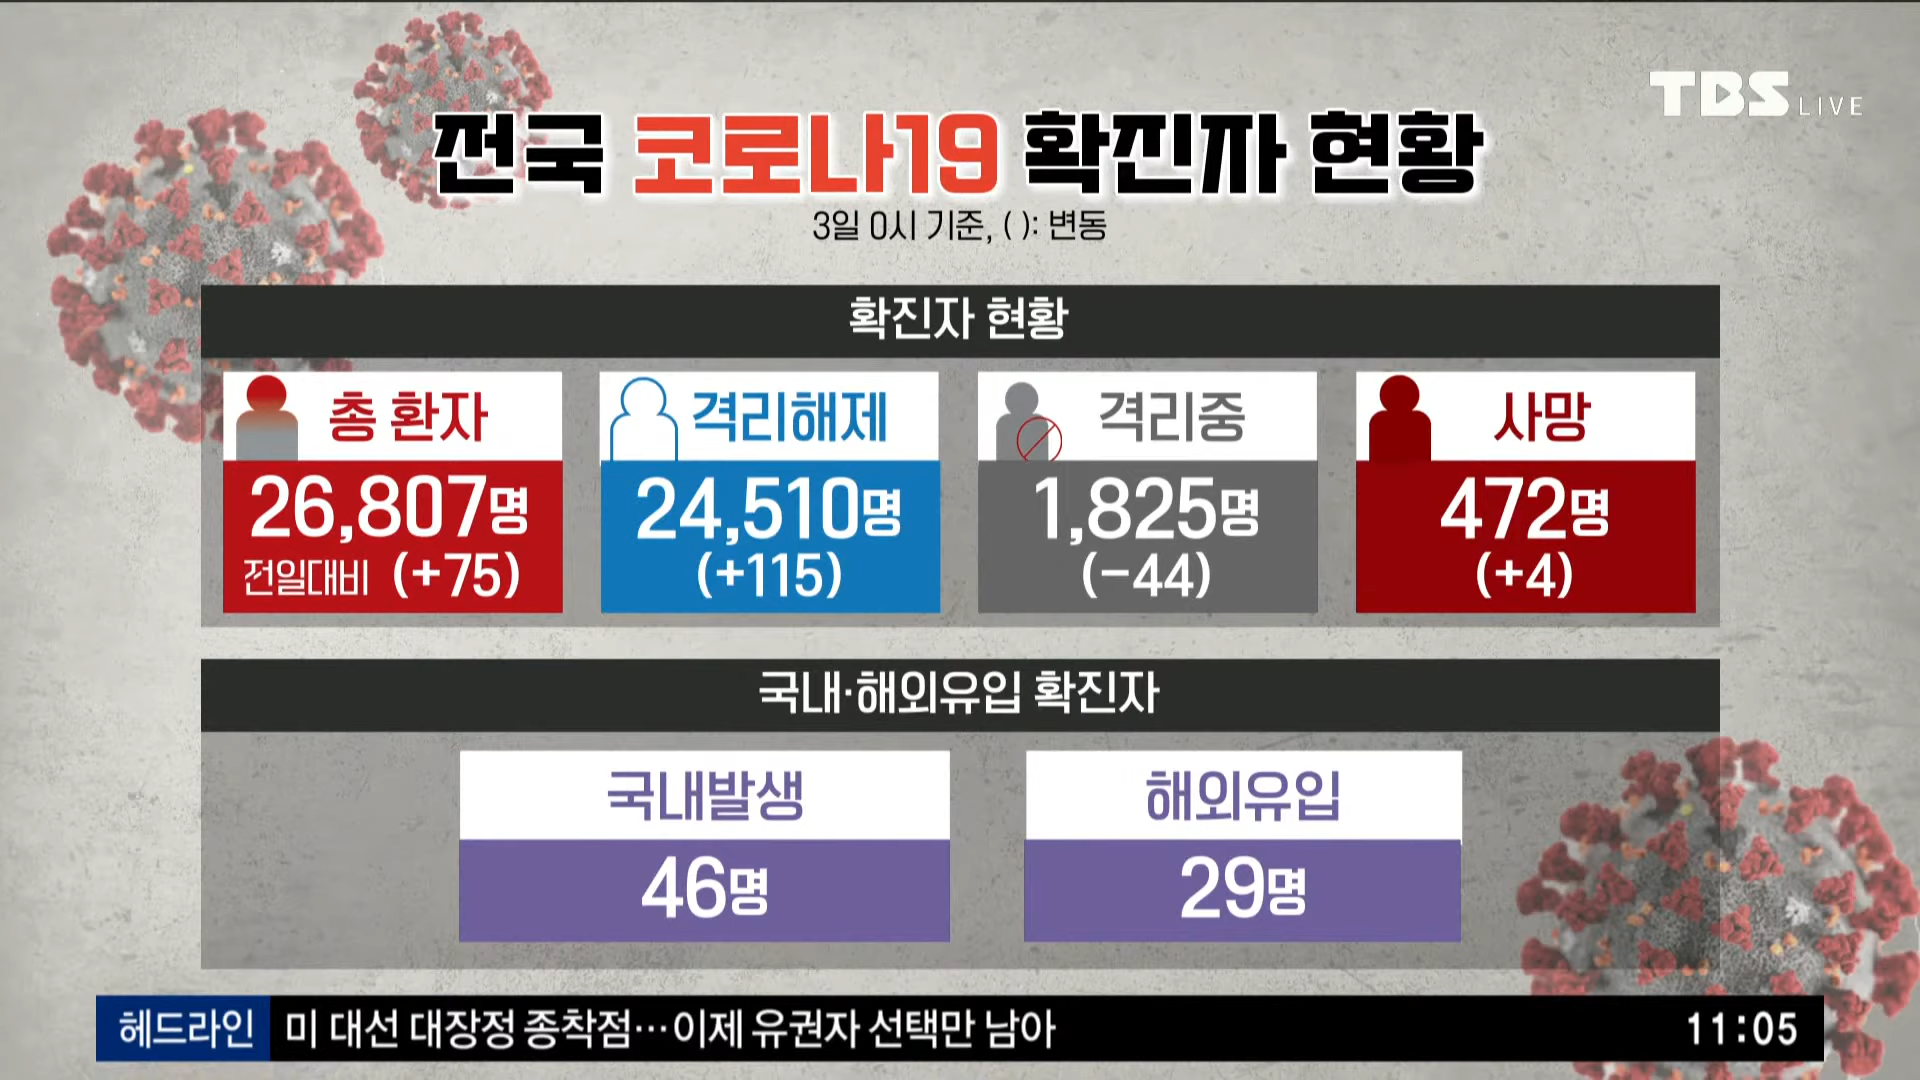 TBS LIVE
전국 코로나19 확진자 현황
3일 0시 기준, ( ): 변동
확진자 현황
총 환자
26,807명
전일대비 (+75)
격리해제
24,510명
(+115)
격리중
1,825명
(-44)
사망
472명
(+4)
국내·해외유입 확진자
국내발생
46명
해외유입
29명
헤드라인 미 대선 대장정 종착점…이제 유권자 선택만 남아 11:05